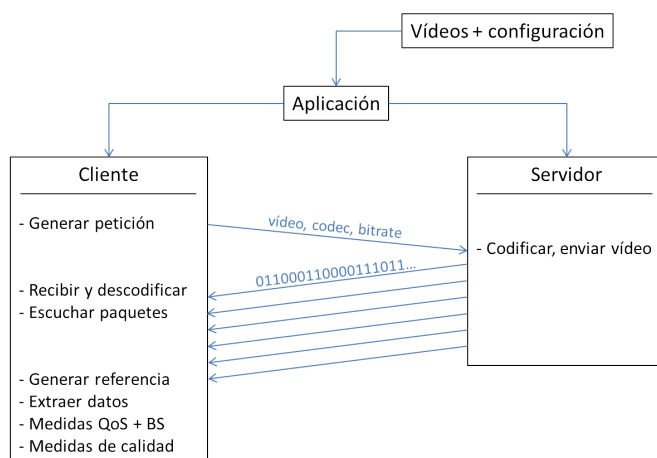 Vídeos + configuración
Aplicación
Cliente
- Generar petición
- Recibir y descodificar
- Escuchar paquetes
- Generar referencia
- Extraer datos
- Medidas QoS + BS
- Medidas de calidad
vídeo, codec, bitrate
011000110000111011...
Servidor
- Codificar, enviar vídeo